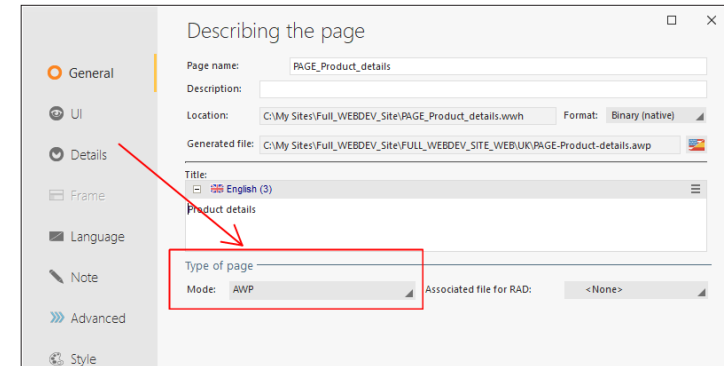 Describing the page
General
UI
Details
Frame
Language
Note
Advanced
Style
Page name: PAGE_Product_details
Description:
Location: C:\My Sites\Full_WEBDEV_Site\PAGE_Product_details.wwh Format: Binary (native)
Generated file: C:\My Sites\Full_WEBDEV_Site\FULL_WEBDEV_SITE_WEB\UK\PAGE-Product-details.awp
Title:
English (3)
Product details
Type of page
Mode: AWP Associated file for RAD: <None>